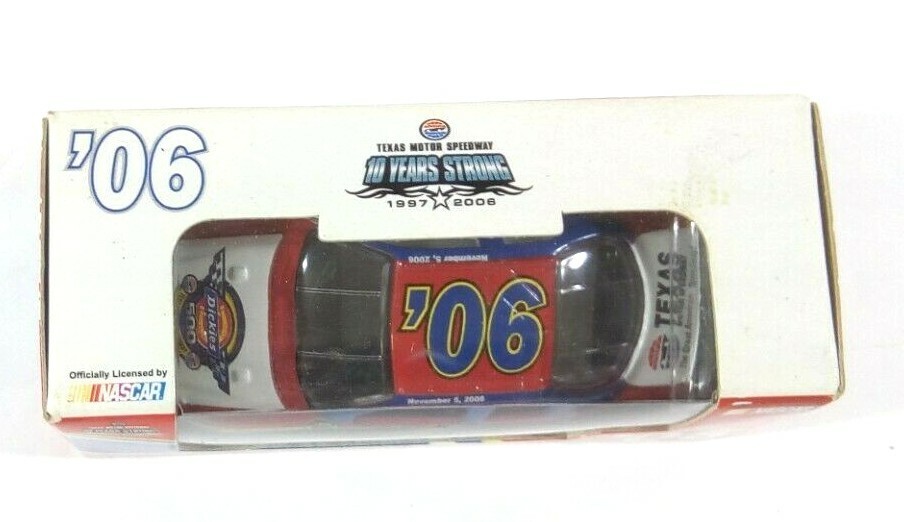 '06
TEXAS MOTOR SPEEDWAY
10 YEARS STRONG
1997 2006
November 5, 2006
'06
November 5, 2006
Dickies
500
TEXAS
Officially Licensed by
NASCAR